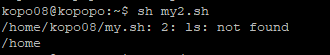 kopo08@kopopo:~$ sh my2.sh
/home/kopo08/my.sh: 2: ls: not found
/home